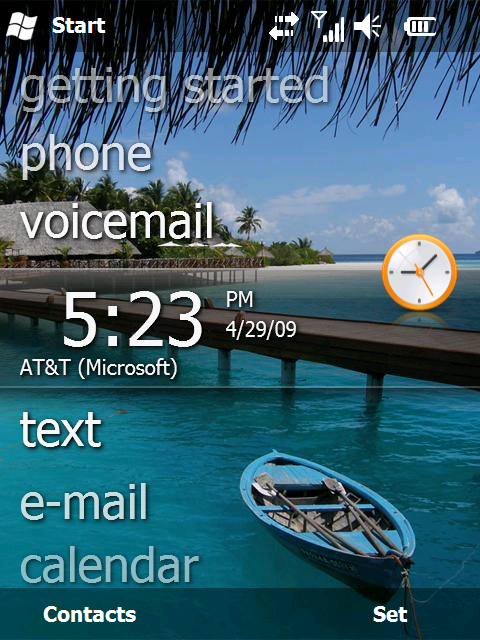 Start
getting started
phone
voicemail
5:23 PM
4/29/09
AT&T (Microsoft)
text
e-mail
calendar
Contacts Set